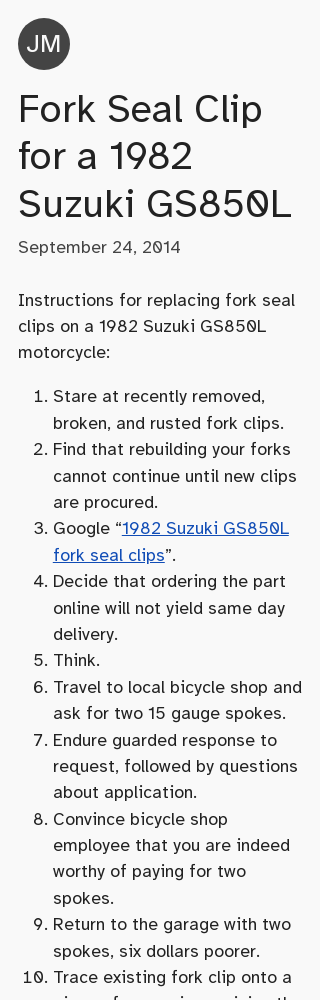 JM
Fork Seal Clip
for a 1982
Suzuki GS850L
September 24, 2014
Instructions for replacing fork seal
clips on a 1982 Suzuki GS850L
motorcycle:
1. Stare at recently removed,
broken, and rusted fork clips.
2. Find that rebuilding your forks
cannot continue until new clips
are procured.
3. Google “1982 Suzuki GS850L
fork seal clips”.
4. Decide that ordering the part
online will not yield same day
delivery.
5. Think.
6. Travel to local bicycle shop and
ask for two 15 gauge spokes.
7. Endure guarded response to
request, followed by questions
about application.
8. Convince bicycle shop
employee that you are indeed
worthy of paying for two
spokes.
9. Return to the garage with two
spokes, six dollars poorer.
10. Trace existing fork clip onto a